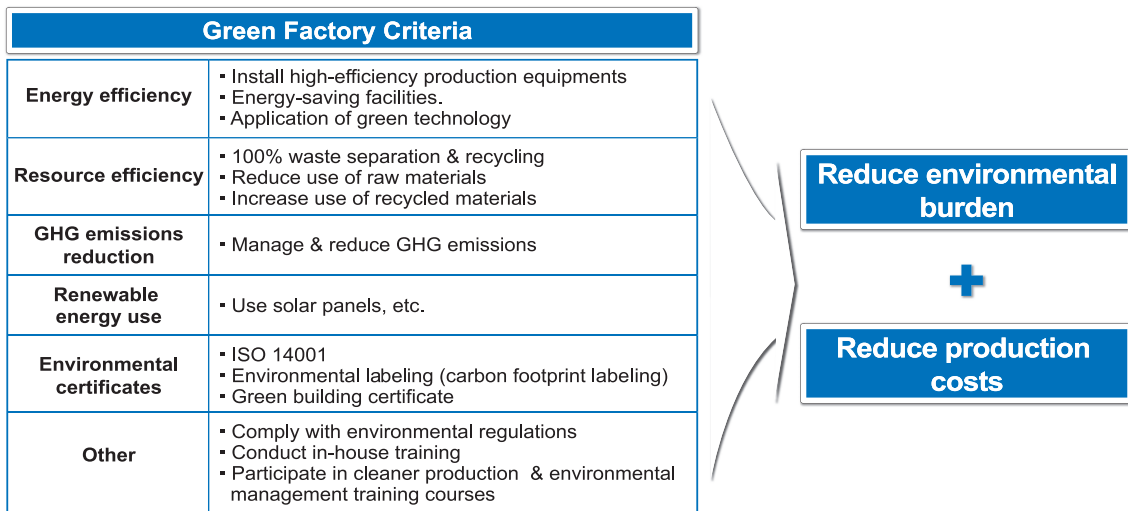 Green Factory Criteria
Energy efficiency
▪ Install high-efficiency production equipments
▪ Energy-saving facilities.
▪ Application of green technology
Resource efficiency
▪ 100% waste separation & recycling
▪ Reduce use of raw materials
▪ Increase use of recycled materials
GHG emissions
reduction
▪ Manage & reduce GHG emissions
Renewable
energy use
▪ Use solar panels, etc.
Environmental
certificates
▪ ISO 14001
▪ Environmental labeling (carbon footprint labeling)
▪ Green building certificate
Other
▪ Comply with environmental regulations
▪ Conduct in-house training
▪ Participate in cleaner production & environmental
management training courses
Reduce environmental
burden
+
Reduce production
costs